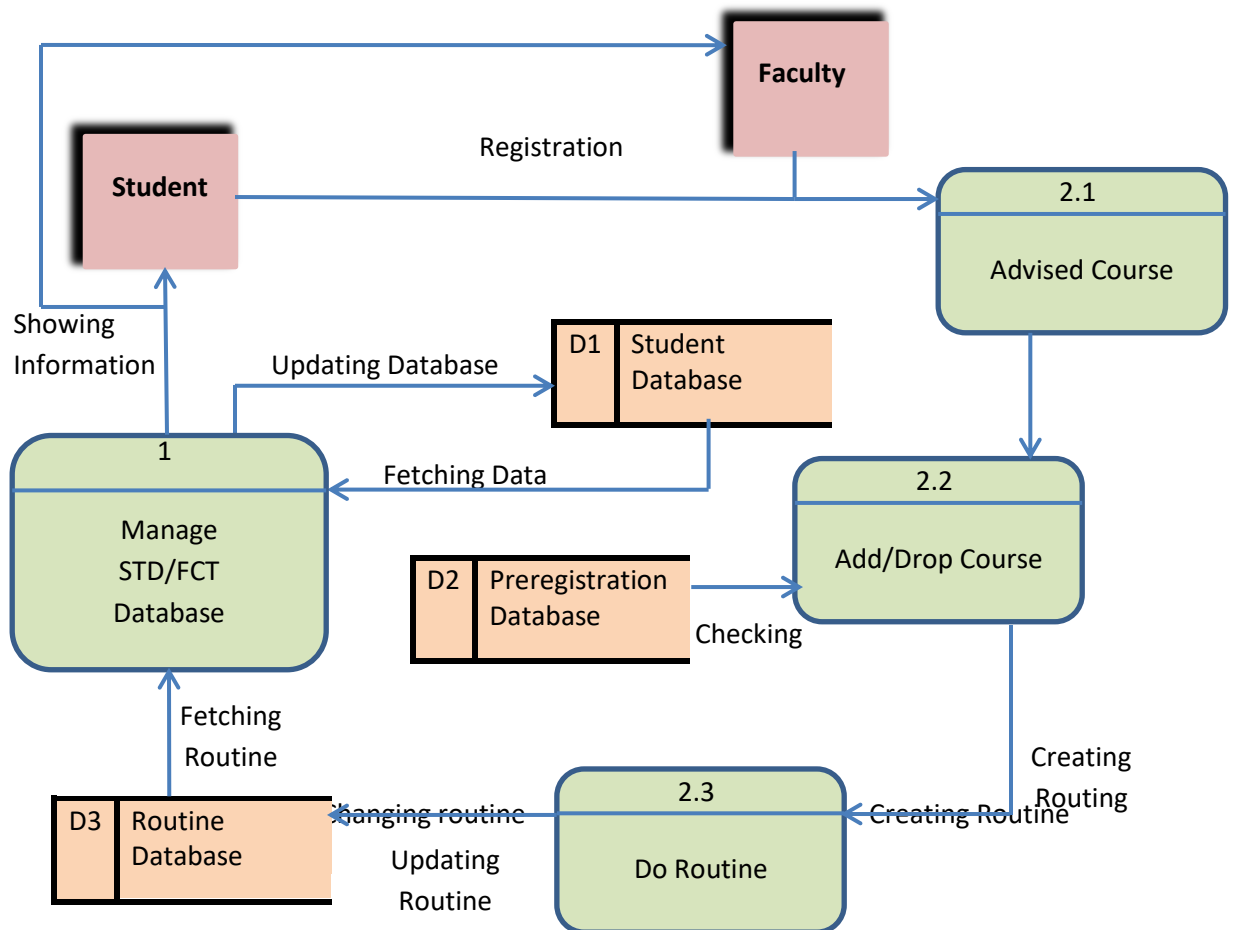 Faculty
Registration
Student
2.1
Advised Course
Showing
Information
D1
Student
Database
Updating Database
1
Fetching Data
2.2
Manage
STD/FCT
Database
Add/Drop Course
D2
Preregistration
Database
Checking
Fetching
Routine
Creating
Routing
2.3
D3
Routine
Database
Changing routine
Creating Routine
Updating
Routine
Do Routine